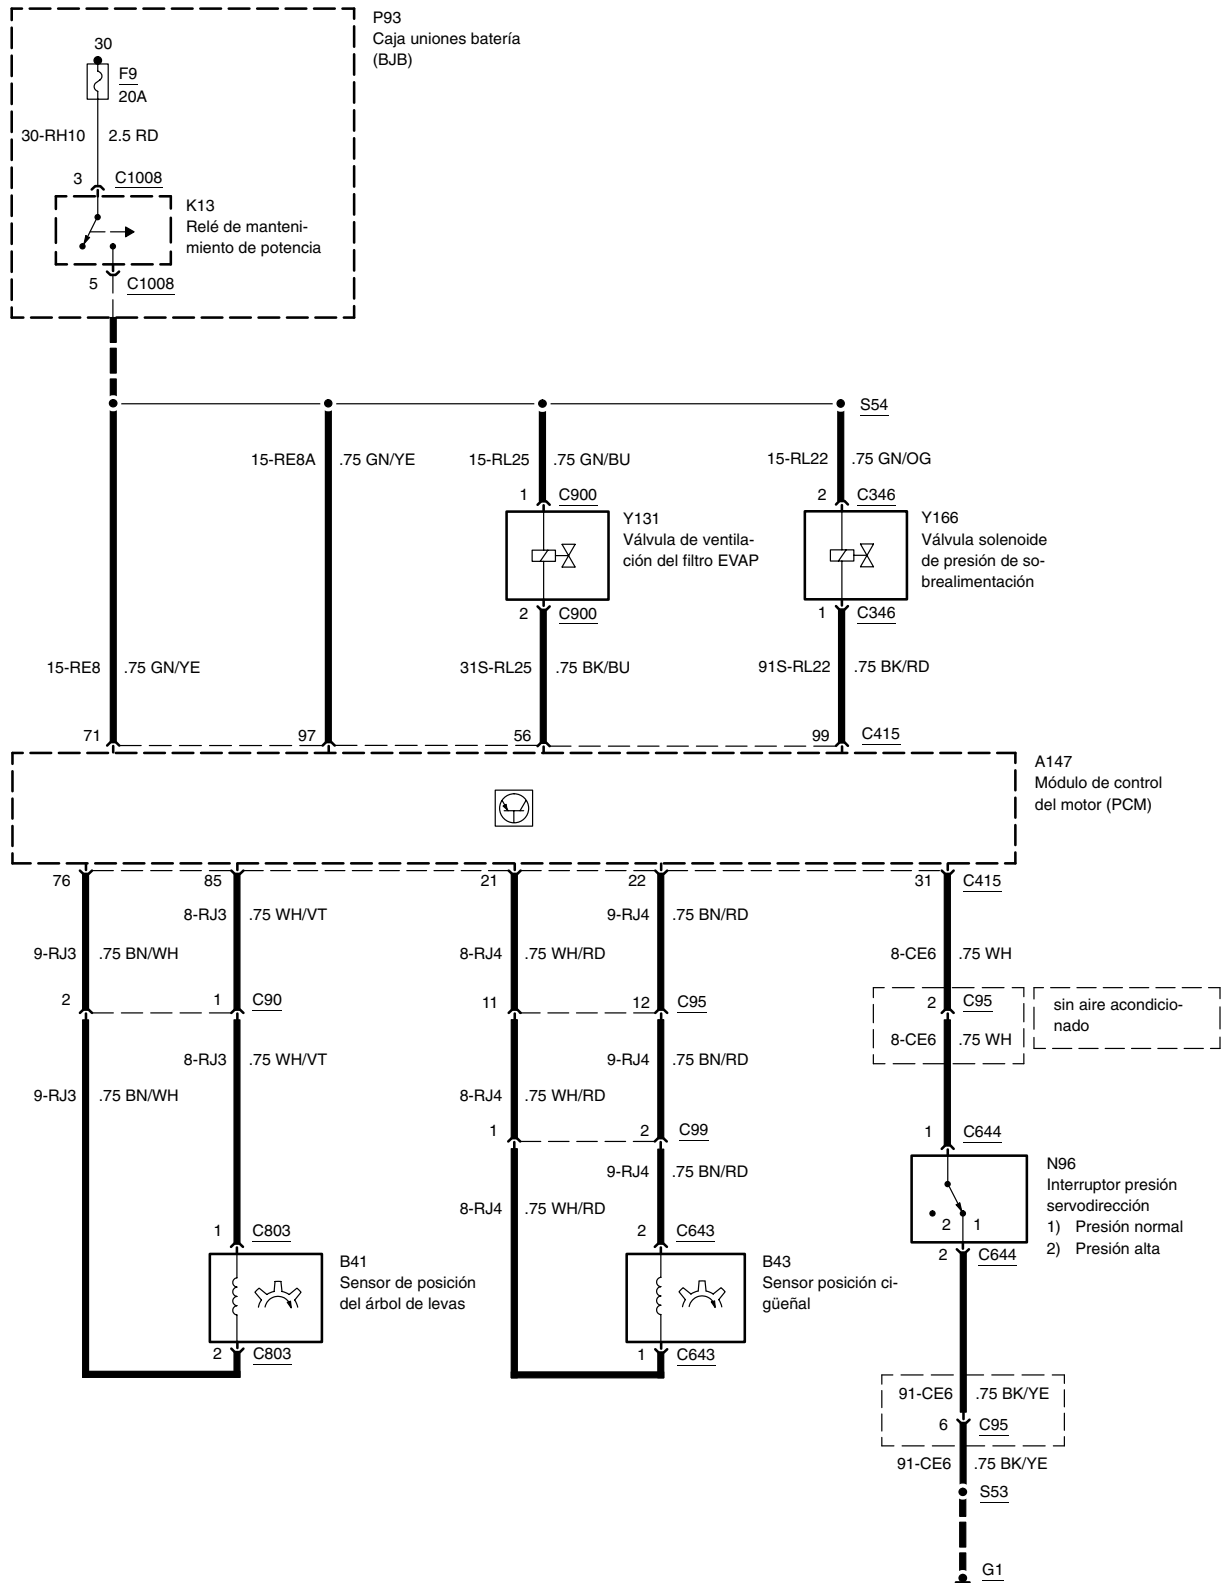 P93
Caja uniones batería
(BJB)
30
F9
20A
30-RH10 2.5 RD
3 C1008
K13
Relé de manteni-
miento de potencia
5 C1008
S54
15-RE8A .75 GN/YE 15-RL25 .75 GN/BU 15-RL22 .75 GN/OG
1 C900 2 C346
Y131
Válvula de ventila-
ción del filtro EVAP
Y166
Válvula solenoide
de presión de so-
brealimentación
2 C900 1 C346
15-RE8 .75 GN/YE 31S-RL25 .75 BK/BU 91S-RL22 .75 BK/RD
71 97 56 99 C415
A147
Módulo de control
del motor (PCM)
76 85 21 22 31 C415
8-RJ3 .75 WH/VT 9-RJ4 .75 BN/RD
9-RJ3 .75 BN/WH 8-RJ4 .75 WH/RD 8-CE6 .75 WH
2 1 C90 11 12 C95 2 C95
sin aire acondicio-
nado
8-CE6 .75 WH
8-RJ3 .75 WH/VT 9-RJ4 .75 BN/RD
9-RJ3 .75 BN/WH 8-RJ4 .75 WH/RD
1 2 C99 1 C644
9-RJ4 .75 BN/RD
8-RJ4 .75 WH/RD
N96
Interruptor presión
servodirección
1) Presión normal
2) Presión alta
2 1
1 C803 2 C643 2 C644
B41
Sensor de posición
del árbol de levas
B43
Sensor posición ci-
güeñal
2 C803 1 C643
91-CE6 .75 BK/YE
6 C95
91-CE6 .75 BK/YE
S53
G1